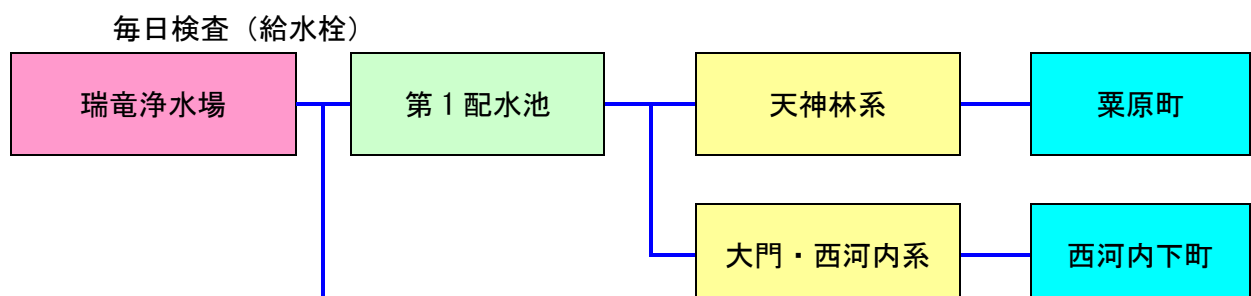 毎日検査（給水栓）
瑞竜浄水場
第1配水池
天神林系
粟原町
大門・西河内系
西河内下町